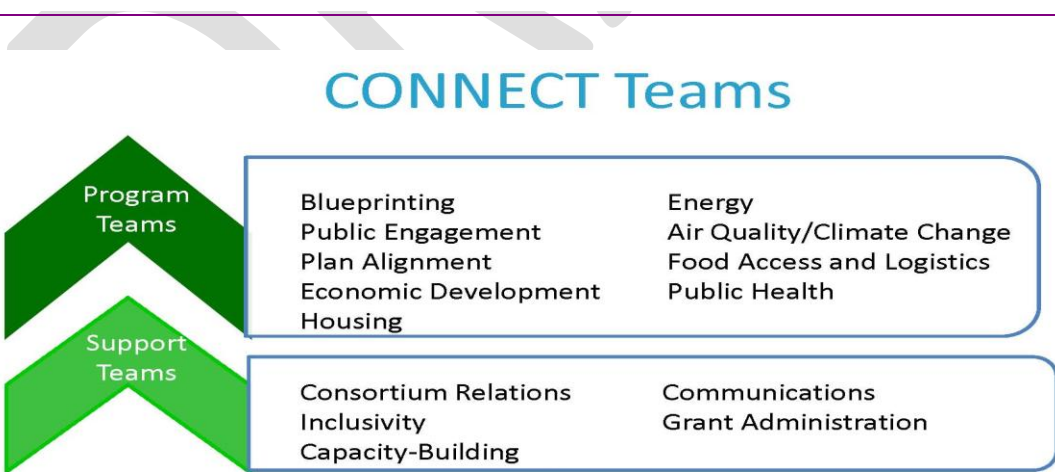 CONNECT Teams
Program
Teams
Blueprinting
Public Engagement
Plan Alignment
Economic Development
Housing
Energy
Air Quality/Climate Change
Food Access and Logistics
Public Health
Support
Teams
Consortium Relations
Inclusivity
Capacity-Building
Communications
Grant Administration